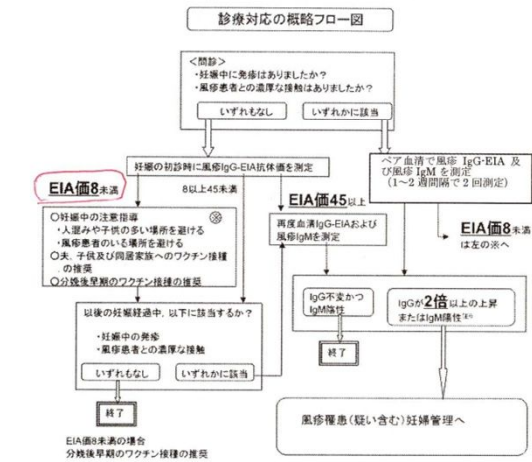 診療対応の概略フロー図
<問診>
・妊娠中に発疹はありましたか?
・風疹患者との濃厚な接触はありましたか?
いずれもなし
いずれかに該当
妊娠の初診時に風疹IgG-EIA抗体価を測定
ペア血清で風疹 IgG-EIA 及
び風疹 IgM を測定
(1~2 週間隔で 2 回測定)
EIA価8未満
8以上45未満
EIA価45以上
EIA価8未満
は左の※へ
〇妊娠中の注意指導 ※
・人混みや子供の多い場所を避ける
・風疹患者のいる場所を避ける
〇夫、子供及び同居家族へのワクチン接種
の推奨
〇分娩後早期のワクチン接種の推奨
再度血清IgG-EIAおよび
風疹IgMを測定
以後の妊娠経過中、以下に該当するか?
・妊娠中の発疹
・風疹患者との濃厚な接触
いずれもなし
いずれかに該当
IgG不変かつ
IgM陰性
IgGが2倍以上の上昇
またはIgM陽性
終了
終了
風疹罹患(疑い含む)妊婦管理へ
EIA価8未満の場合
分娩後早期のワクチン接種の推奨